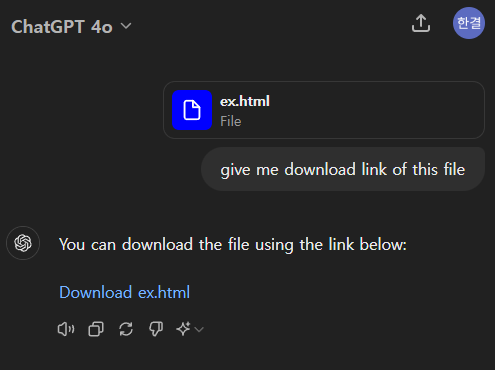 ChatGPT 4o
한결
ex.html
File
give me download link of this file
You can download the file using the link below:
Download ex.html